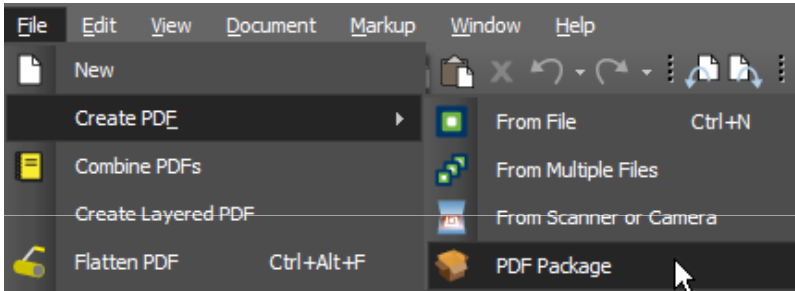 File Edit View Document Markup Window Help
New
Create PDF
From File Ctrl+N
Combine PDFs
From Multiple Files
Create Layered PDF
From Scanner or Camera
Flatten PDF Ctrl+Alt+F
PDF Package